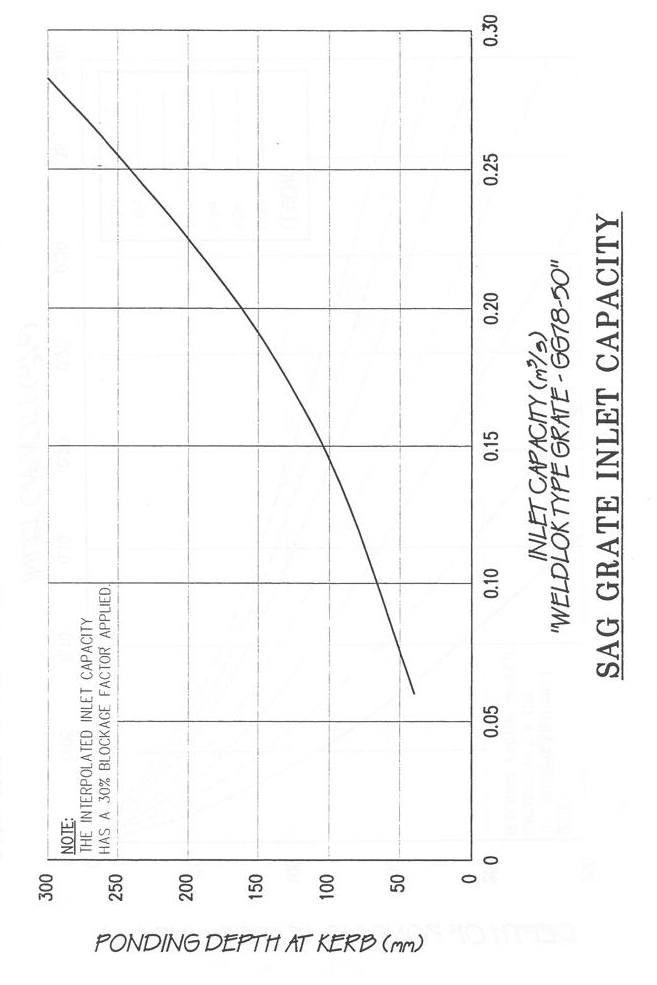 NOTE:
THE INTERPOLATED INLET CAPACITY
HAS A 30% BLOCKAGE FACTOR APPLIED.
PONDING DEPTH AT KERB (mm)
300
250
200
150
100
50
0
0
0.05
0.10
0.15
0.20
0.25
0.30
INLET CAPACITY (m³/s)
"WELDLOK TYPE GRATE - GG78-50"
SAG GRATE INLET CAPACITY